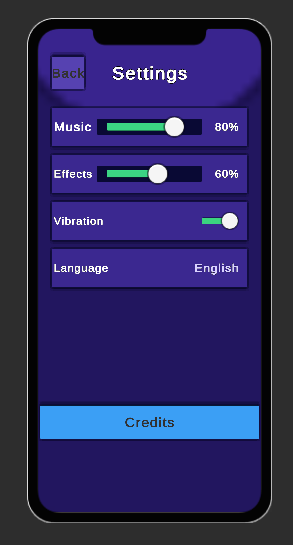 Back
Settings
Music 80%
Effects 60%
Vibration
Language English
Credits